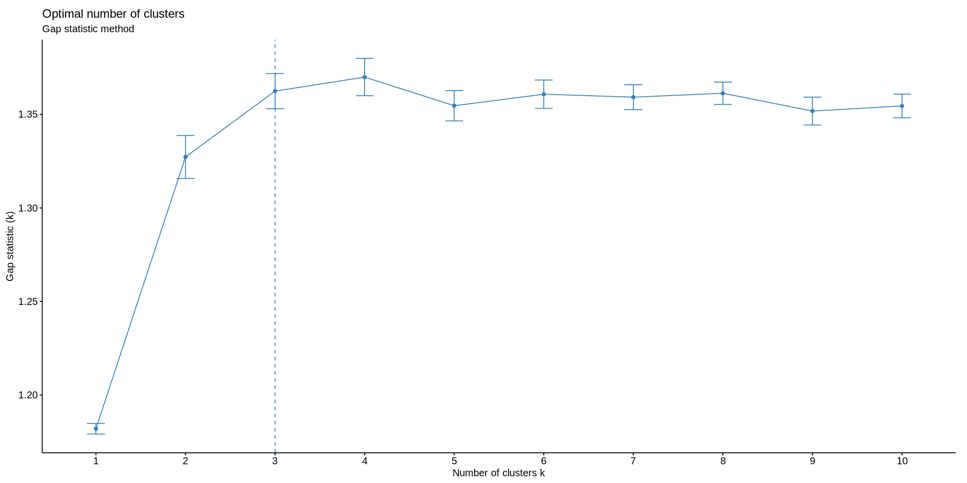 Optimal number of clusters
Gap statistic method
Gap statistic (k)
1.35
1.30
1.25
1.20
1 2 3 4 5 6 7 8 9 10
Number of clusters k